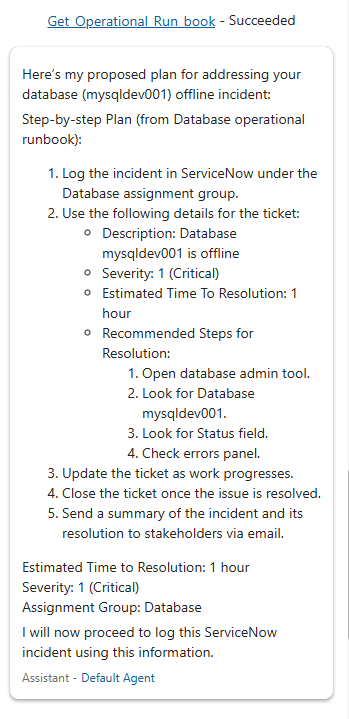 Get Operational Run book - Succeeded
Here's my proposed plan for addressing your
database (mysqldev001) offline incident:
Step-by-step Plan (from Database operational
runbook):
1. Log the incident in ServiceNow under the
Database assignment group.
2. Use the following details for the ticket:
○ Description: Database
mysqldev001 is offline
○ Severity: 1 (Critical)
○ Estimated Time To Resolution: 1
hour
○ Recommended Steps for
Resolution:
1. Open database admin tool.
2. Look for Database
mysqldev001.
3. Look for Status field.
4. Check errors panel.
3. Update the ticket as work progresses.
4. Close the ticket once the issue is resolved.
5. Send a summary of the incident and its
resolution to stakeholders via email.
Estimated Time to Resolution: 1 hour
Severity: 1 (Critical)
Assignment Group: Database
I will now proceed to log this ServiceNow
incident using this information.
Assistant - Default Agent